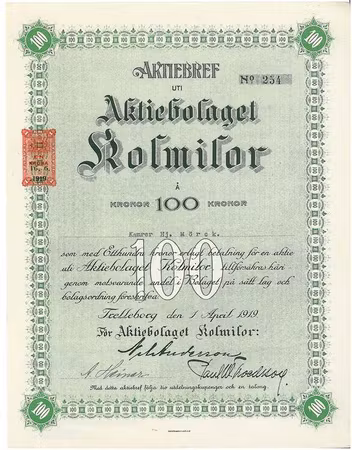 100 100
AKTIEBREF
UTI
No 254
Aktiebolaget
Kolmilor
1919
Å
KRONOR 100 KRONOR
Kamrer Hj. Mörck.
100
som med Etthundra kronor erlagt betalning för en aktie
uti Aktiebolaget Kolmilor, tillförsäkras här
genom motsvarande andel i Bolaget på sätt lag och
bolagsordning föreskrifva.
Trelleborg den 1 April 1919
För Aktiebolaget Kolmilor:
Med detta aktiebref följa tio utdelningskuponger och en talong.
100 100